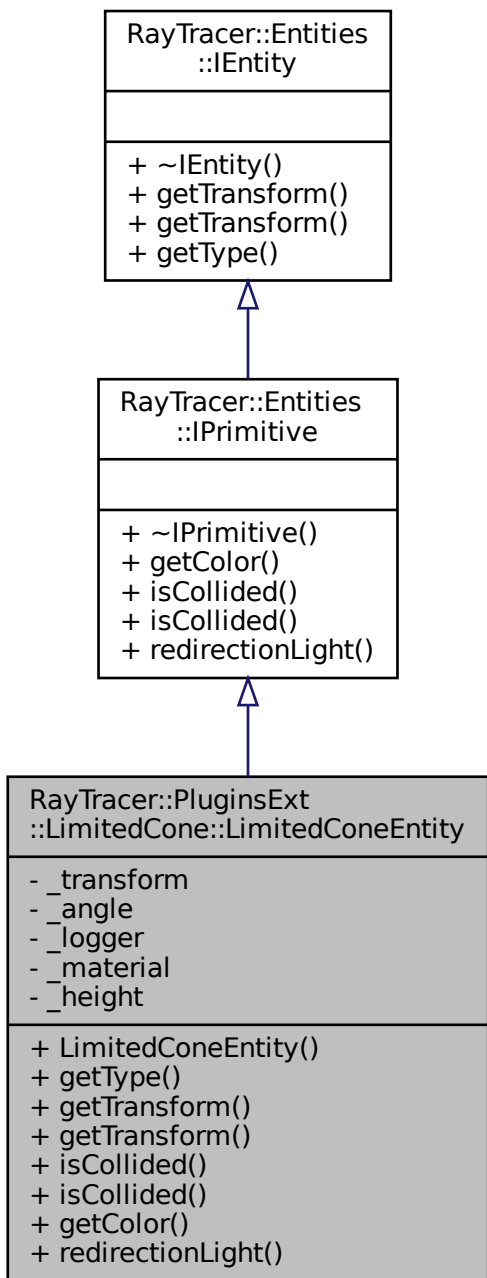 RayTracer::Entities
::IEntity
+ ~IEntity()
+ getTransform()
+ getTransform()
+ getType()
RayTracer::Entities
::IPrimitive
+ ~IPrimitive()
+ getColor()
+ isCollided()
+ isCollided()
+ redirectionLight()
RayTracer::PluginsExt
::LimitedCone::LimitedConeEntity
- _transform
- _angle
- _logger
- _material
- _height
+ LimitedConeEntity()
+ getType()
+ getTransform()
+ getTransform()
+ isCollided()
+ isCollided()
+ getColor()
+ redirectionLight()